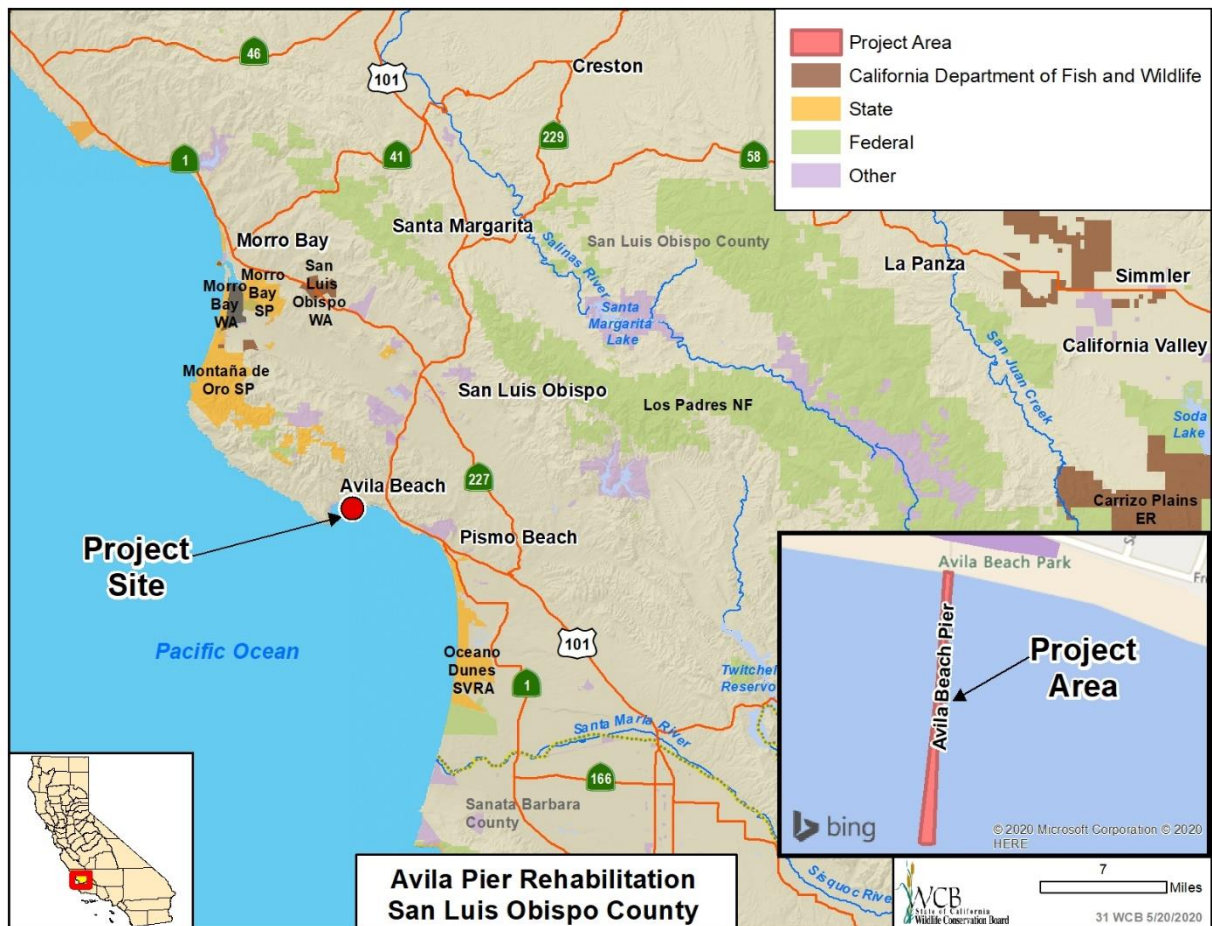 Project Area
California Department of Fish and Wildlife
State
Federal
Other
46
101
Creston
229
1
41
58
Santa Margarita
San Luis Obispo County
Morro Bay
Salinas River
La Panza
Simmler
Morro
Bay
WA
Morro
Bay
SP
San
Luis
Obispo
WA
Santa
Margarita
Lake
San Juan Creek
California Valley
Montaña de
Oro SP
San Luis Obispo
Los Padres NF
Soda
Lake
Avila Beach
227
Carrizo Plains
ER
Project
Site
Pismo Beach
Pacific Ocean
Oceano
Dunes
SVRA
1
101
Twitchel
Reservo
Santa Maria River
166
Sanata Barbara
County
Sisquoc Rive
Avila Beach Park
Fr
Avila Beach Pier
Project
Area
bing
© 2020 Microsoft Corporation © 2020
HERE
Avila Pier Rehabilitation
San Luis Obispo County
WCB
State of California
Wildlife Conservation Board
7
Miles
31 WCB 5/20/2020